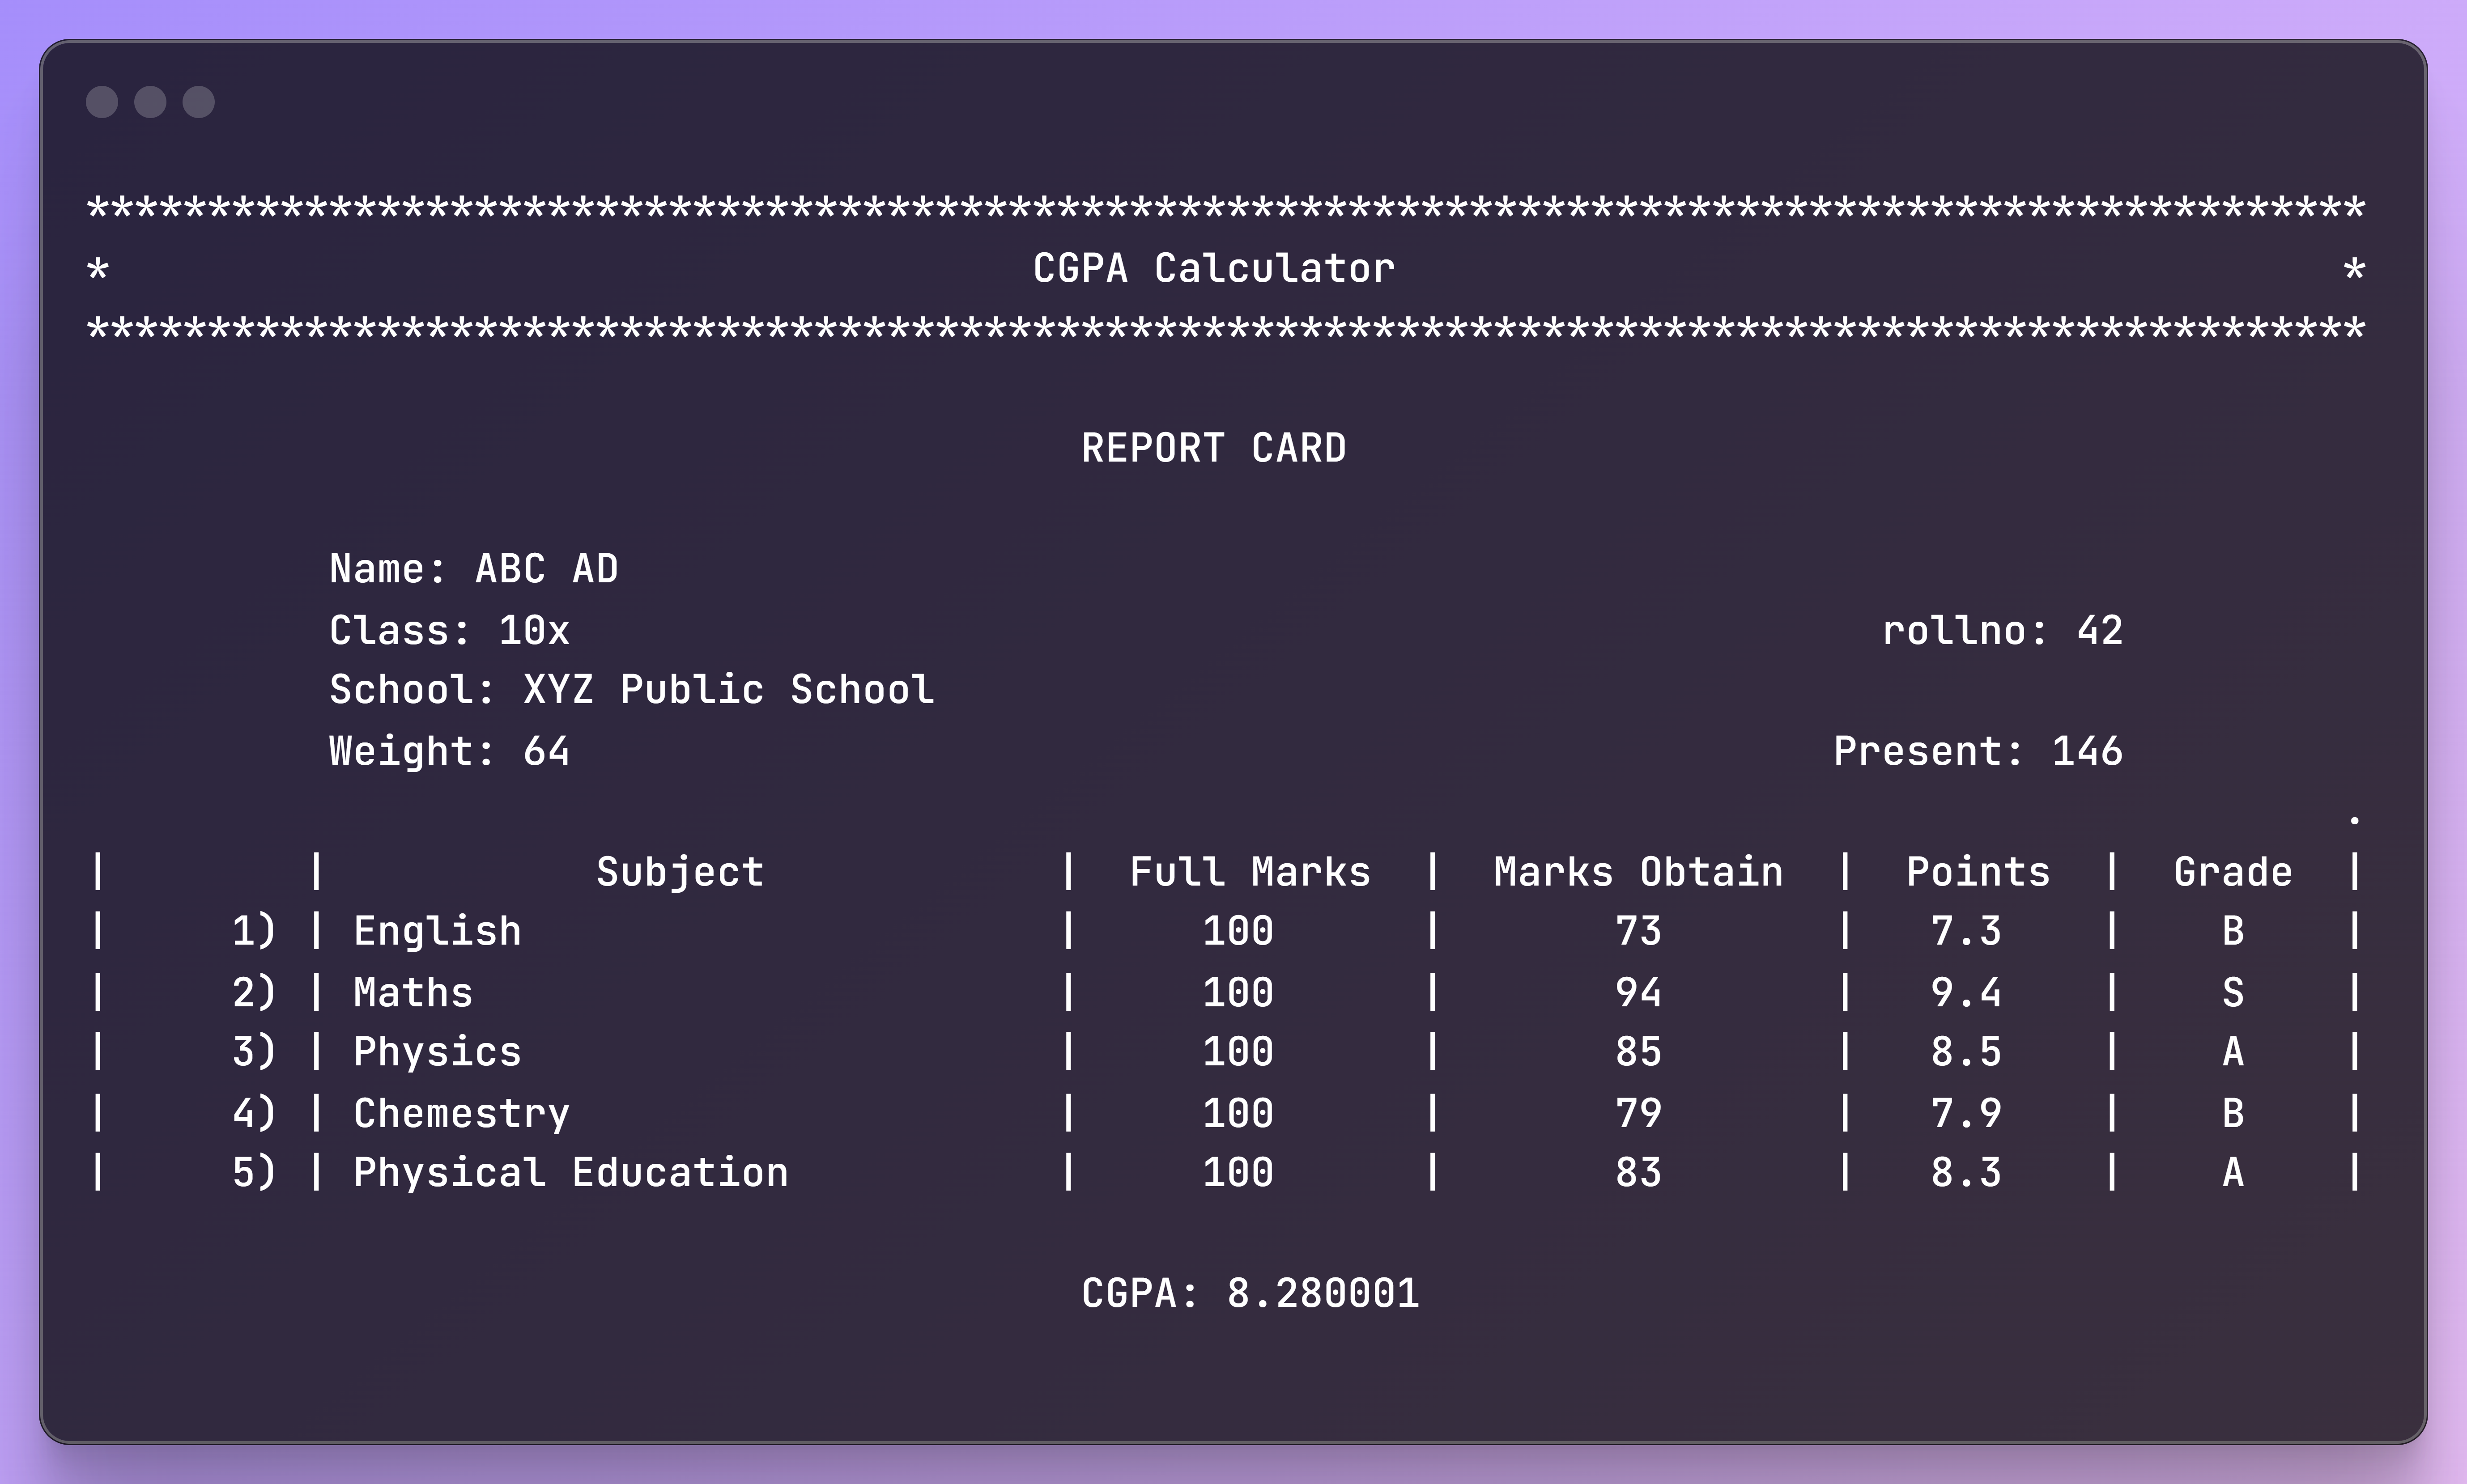 **********************************************************************************************
* CGPA Calculator *
**********************************************************************************************
REPORT CARD
Name: ABC AD
Class: 10x rollno: 42
School: XYZ Public School
Weight: 64 Present: 146
.
| | Subject | Full Marks | Marks Obtain | Points | Grade |
| 1) | English | 100 | 73 | 7.3 | B |
| 2) | Maths | 100 | 94 | 9.4 | S |
| 3) | Physics | 100 | 85 | 8.5 | A |
| 4) | Chemestry | 100 | 79 | 7.9 | B |
| 5) | Physical Education | 100 | 83 | 8.3 | A |
CGPA: 8.280001